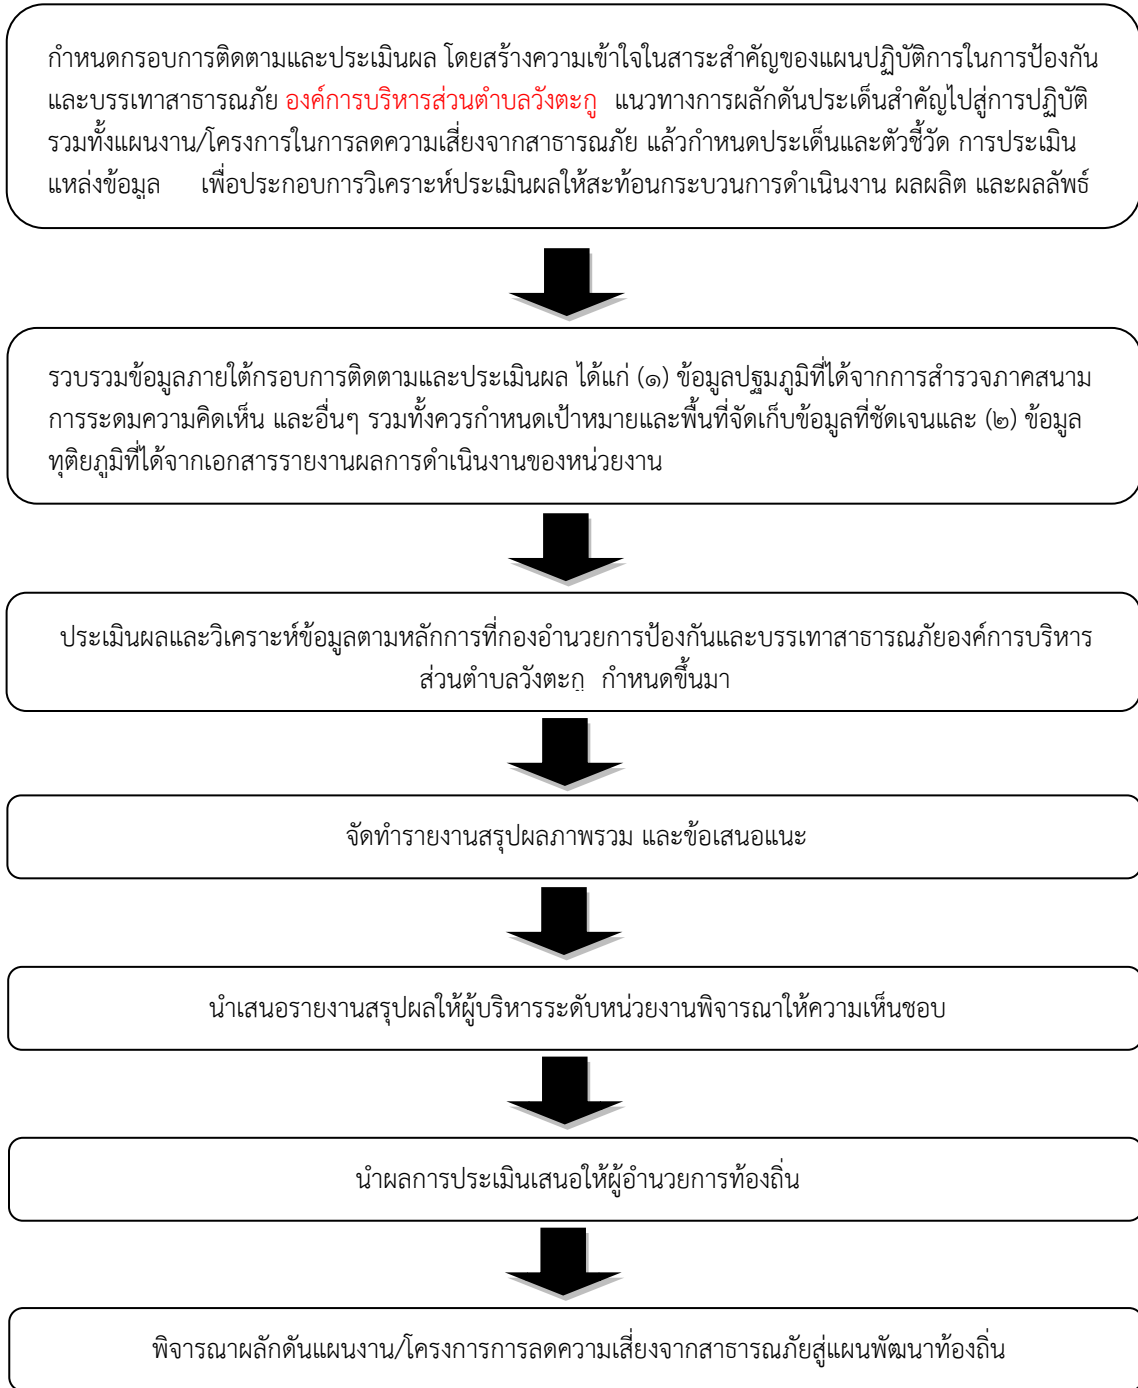 กำหนดกรอบการติดตามและประเมินผล โดยสร้างความเข้าใจในสาระสำคัญของแผนปฏิบัติการในการป้องกัน
และบรรเทาสาธารณภัย องค์การบริหารส่วนตำบลวังตะกู แนวทางการผลักดันประเด็นสำคัญไปสู่การปฏิบัติ
รวมทั้งแผนงาน/โครงการในการลดความเสี่ยงจากสาธารณภัย แล้วกำหนดประเด็นและตัวชี้วัด การประเมิน
แหล่งข้อมูล เพื่อประกอบการวิเคราะห์ประเมินผลให้สะท้อนกระบวนการดำเนินงาน ผลผลิต และผลลัพธ์
รวบรวมข้อมูลภายใต้กรอบการติดตามและประเมินผล ได้แก่ (๑) ข้อมูลปฐมภูมิที่ได้จากการสำรวจภาคสนาม
การระดมความคิดเห็น และอื่นๆ รวมทั้งควรกำหนดเป้าหมายและพื้นที่จัดเก็บข้อมูลที่ชัดเจนและ (๒) ข้อมูล
ทุติยภูมิที่ได้จากเอกสารรายงานผลการดำเนินงานของหน่วยงาน
ประเมินผลและวิเคราะห์ข้อมูลตามหลักการที่กองอำนวยการป้องกันและบรรเทาสาธารณภัยองค์การบริหาร
ส่วนตำบลวังตะกู กำหนดขึ้นมา
จัดทำรายงานสรุปผลภาพรวม และข้อเสนอแนะ
นำเสนอรายงานสรุปผลให้ผู้บริหารระดับหน่วยงานพิจารณาให้ความเห็นชอบ
นำผลการประเมินเสนอให้ผู้อำนวยการท้องถิ่น
พิจารณาผลักดันแผนงาน/โครงการการลดความเสี่ยงจากสาธารณภัยสู่แผนพัฒนาท้องถิ่น